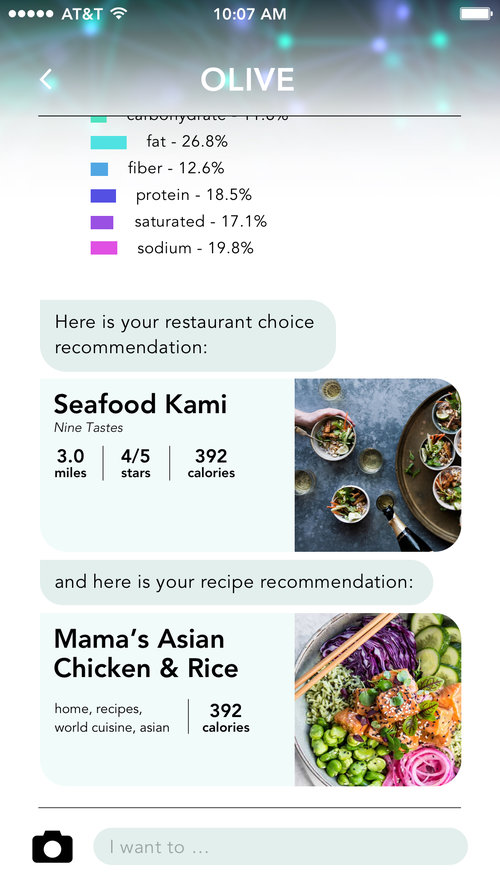 AT&T 10:07 AM
OLIVE
carbohydrate - 11.6%
fat - 26.8%
fiber - 12.6%
protein - 18.5%
saturated - 17.1%
sodium - 19.8%
Here is your restaurant choice
recommendation:
Seafood Kami
Nine Tastes
3.0 4/5 392
miles stars calories
and here is your recipe recommendation:
Mama's Asian
Chicken & Rice
home, recipes, 392
world cuisine, asian calories
I want to ...